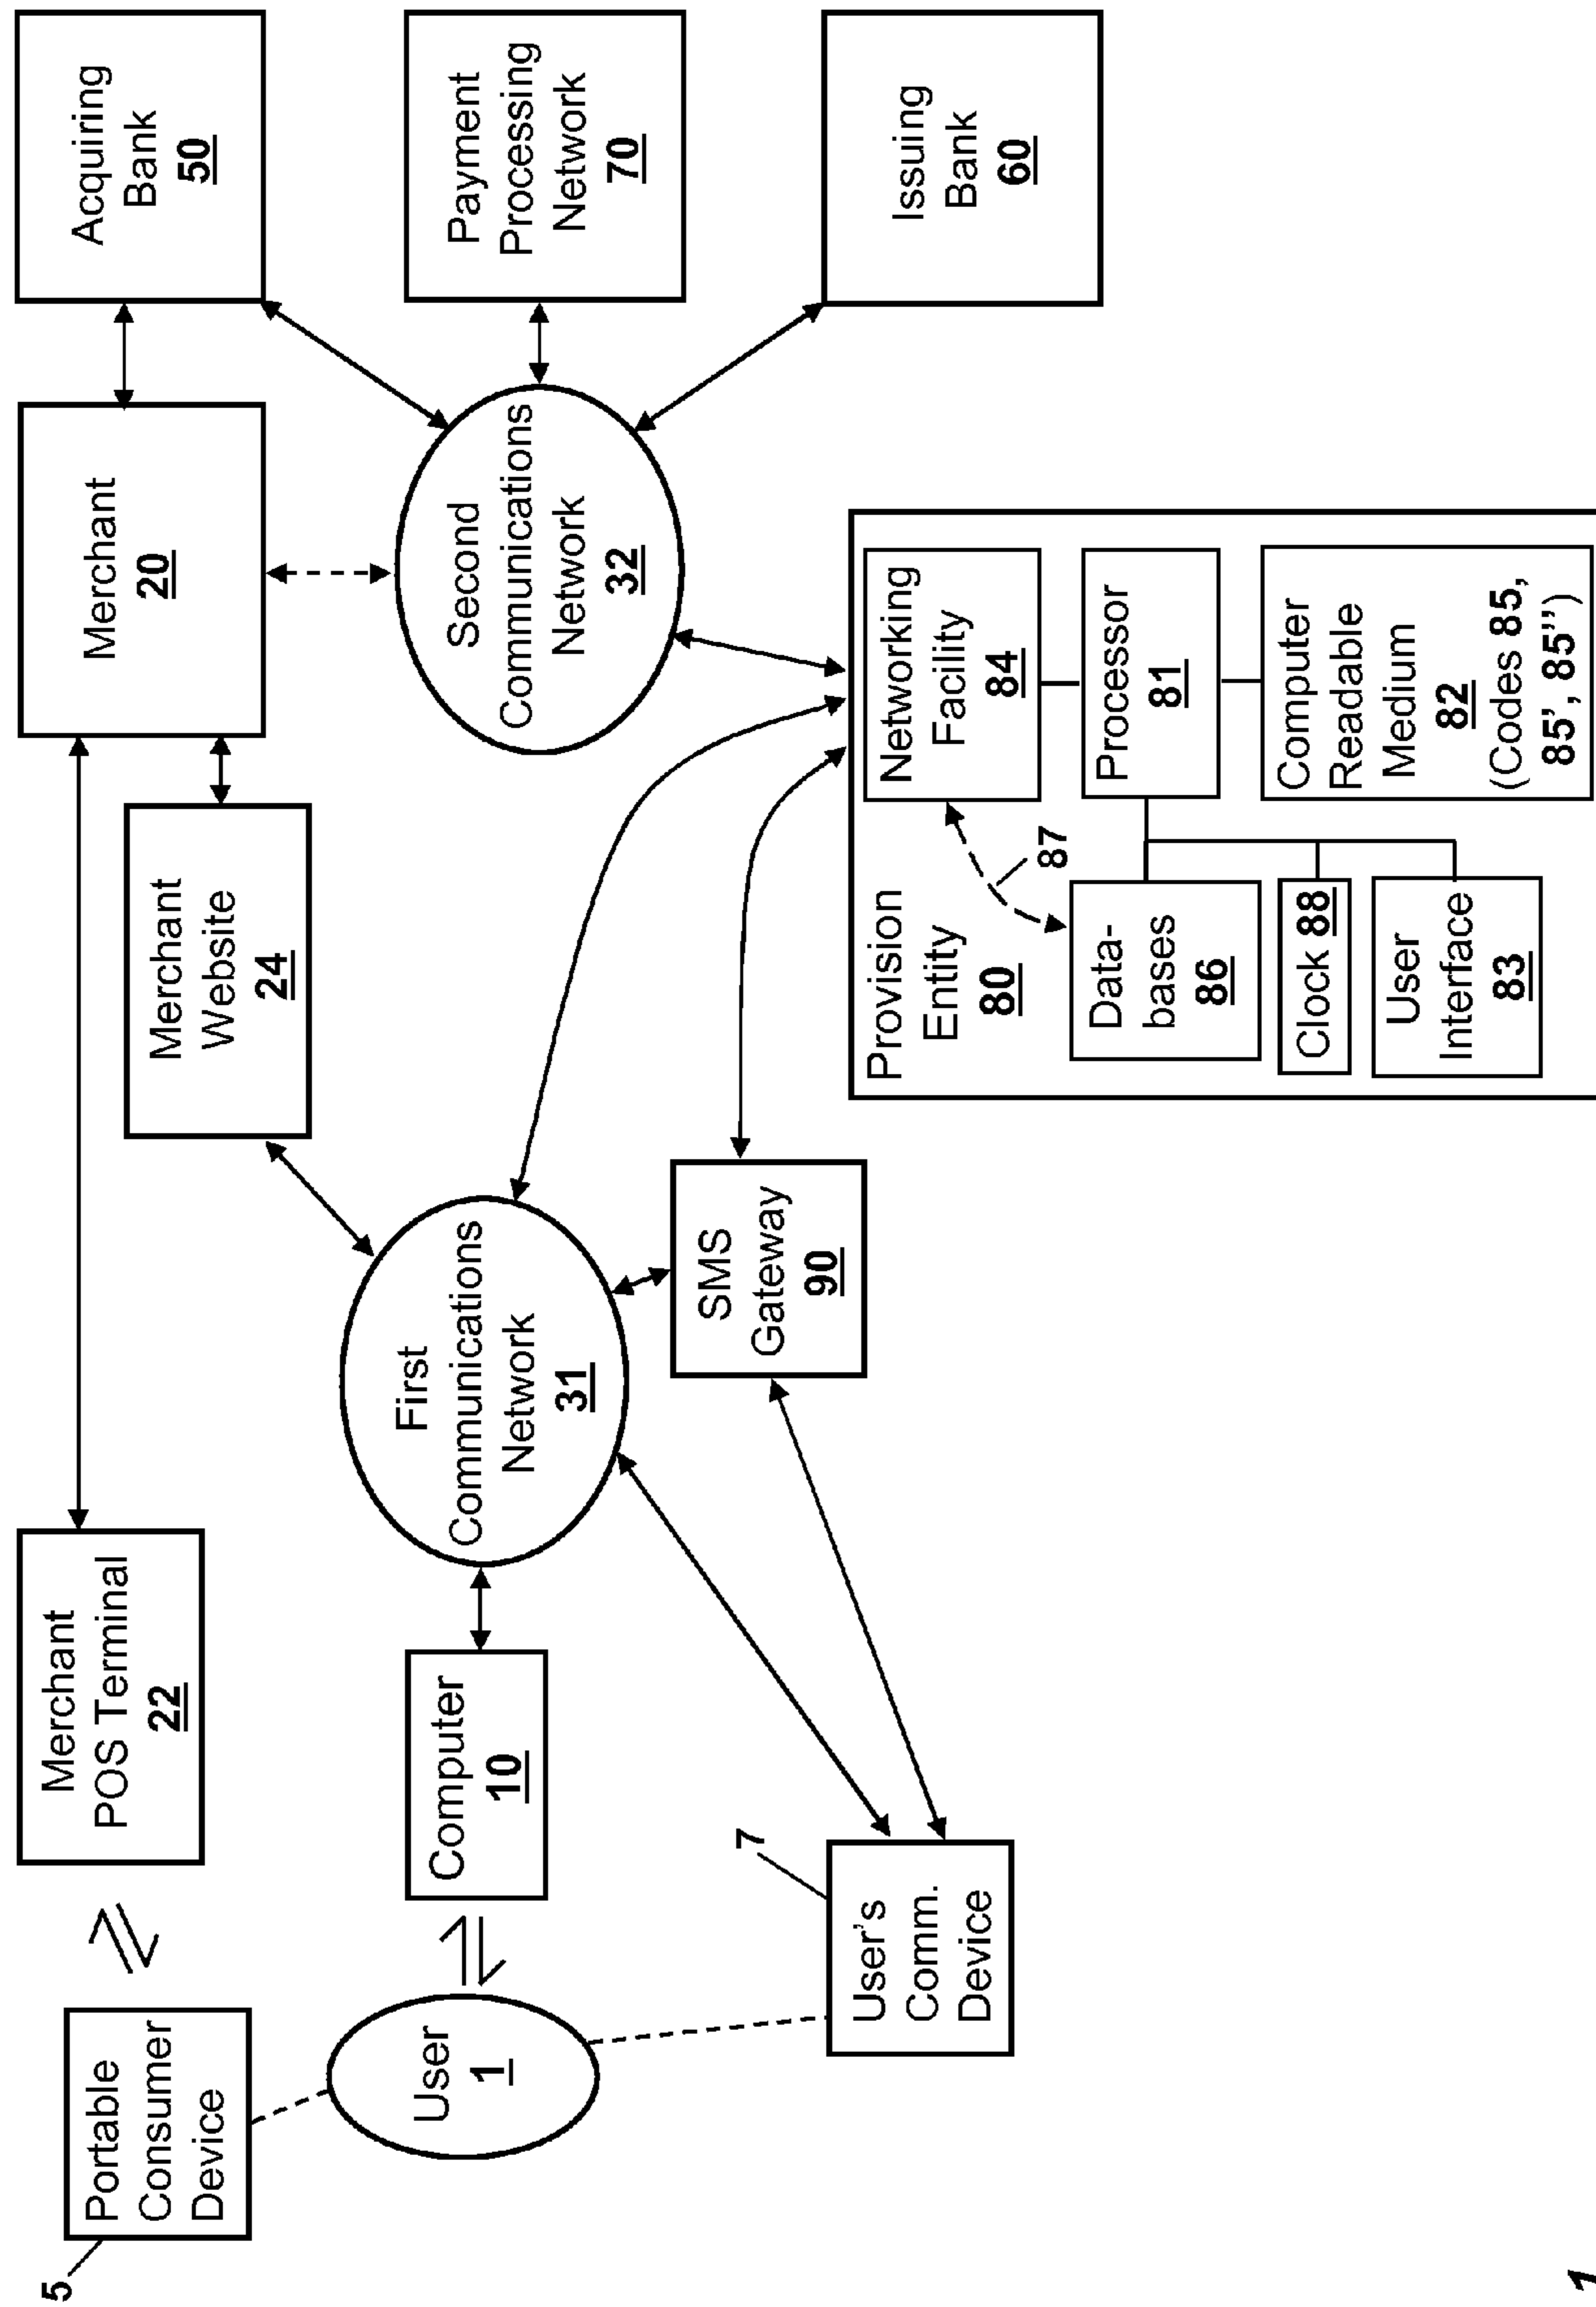 5
Portable
Consumer
Device
Merchant
POS Terminal
22
Merchant
Website
24
Merchant
20
Acquiring
Bank
50
User
1
Computer
10
First
Communications
Network
31
Second
Communications
Network
32
Payment
Processing
Network
70
7
User's
Comm.
Device
SMS
Gateway
90
Issuing
Bank
60
Provision
Entity
80
Networking
Facility
84
87
Data-
bases
86
Processor
81
Clock 88
User
Interface
83
Computer
Readable
Medium
82
(Codes 85,
85', 85")
1